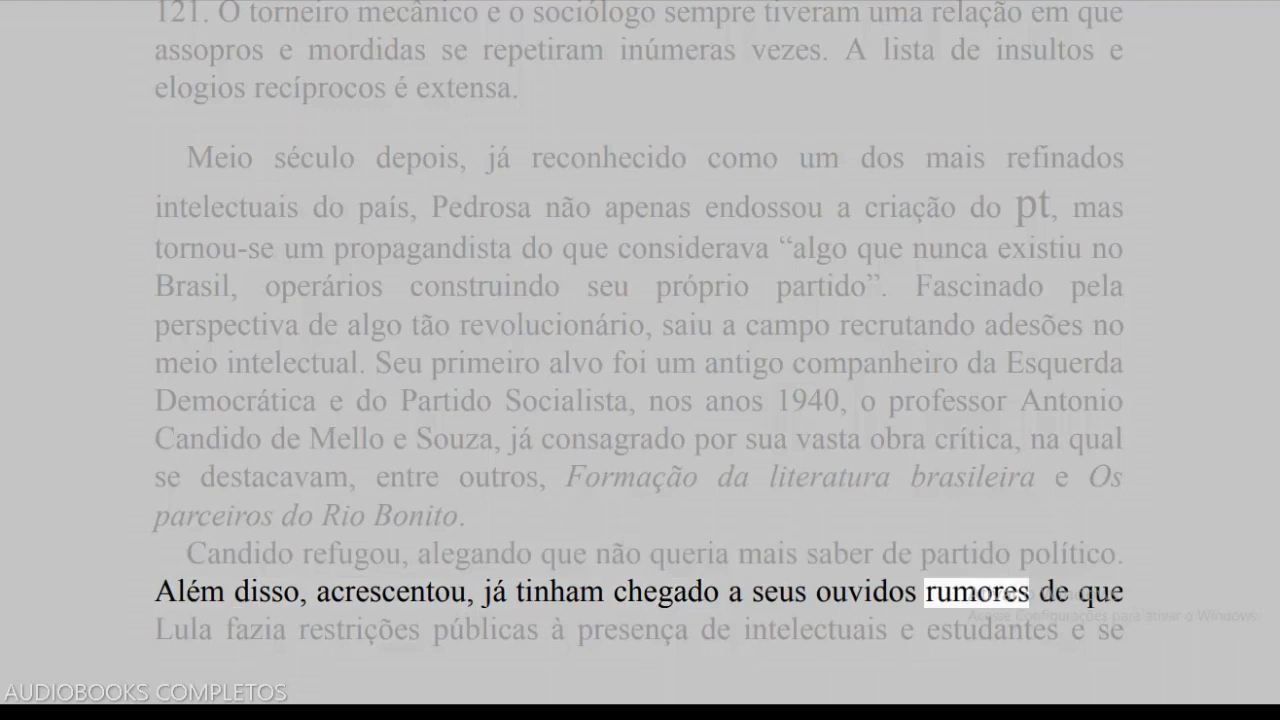 121. O torneiro mecânico e o sociólogo sempre tiveram uma relação em que
assopros e mordidas se repetiram inúmeras vezes. A lista de insultos e
elogios recíprocos é extensa.
Meio século depois, já reconhecido como um dos mais refinados
intelectuais do país, Pedrosa não apenas endossou a criação do pt, mas
tornou-se um propagandista do que considerava “algo que nunca existiu no
Brasil, operários construindo seu próprio partido”. Fascinado pela
perspectiva de algo tão revolucionário, saiu a campo recrutando adesões no
meio intelectual. Seu primeiro alvo foi um antigo companheiro da Esquerda
Democrática e do Partido Socialista, nos anos 1940, o professor Antonio
Candido de Mello e Souza, já consagrado por sua vasta obra crítica, na qual
se destacavam, entre outros, Formação da literatura brasileira e Os
parceiros do Rio Bonito.
Candido refugou, alegando que não queria mais saber de partido político.
Além disso, acrescentou, já tinham chegado a seus ouvidos rumores de que
Acesse Configurações para ativar o Windows.
Lula fazia restrições públicas à presença de intelectuais e estudantes e se
AUDIOBOOKS COMPLETOS